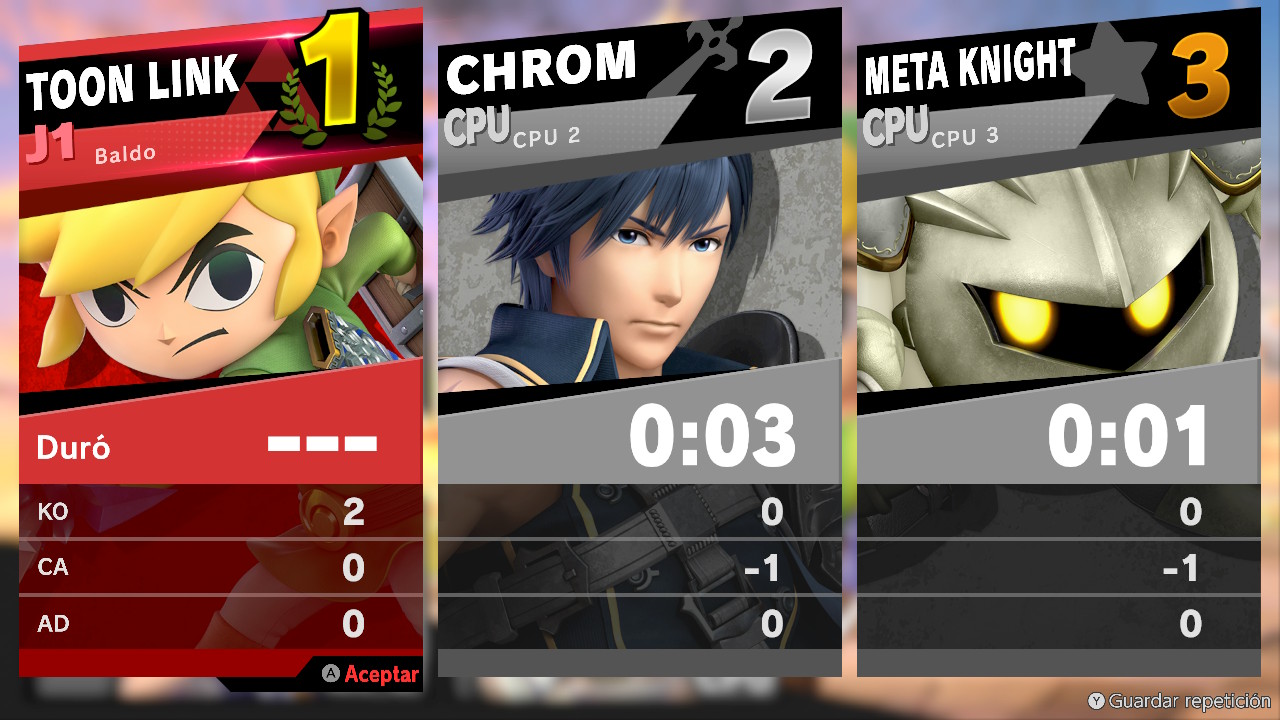 TOON LINK
1
J1 Baldo
Duró ---
KO 2
CA 0
AD 0
Ⓐ Aceptar
CHROM
2
CPU CPU 2
0:03
0
-1
0
META KNIGHT
3
CPU CPU 3
0:01
0
-1
0
Ⓨ Guardar repetición